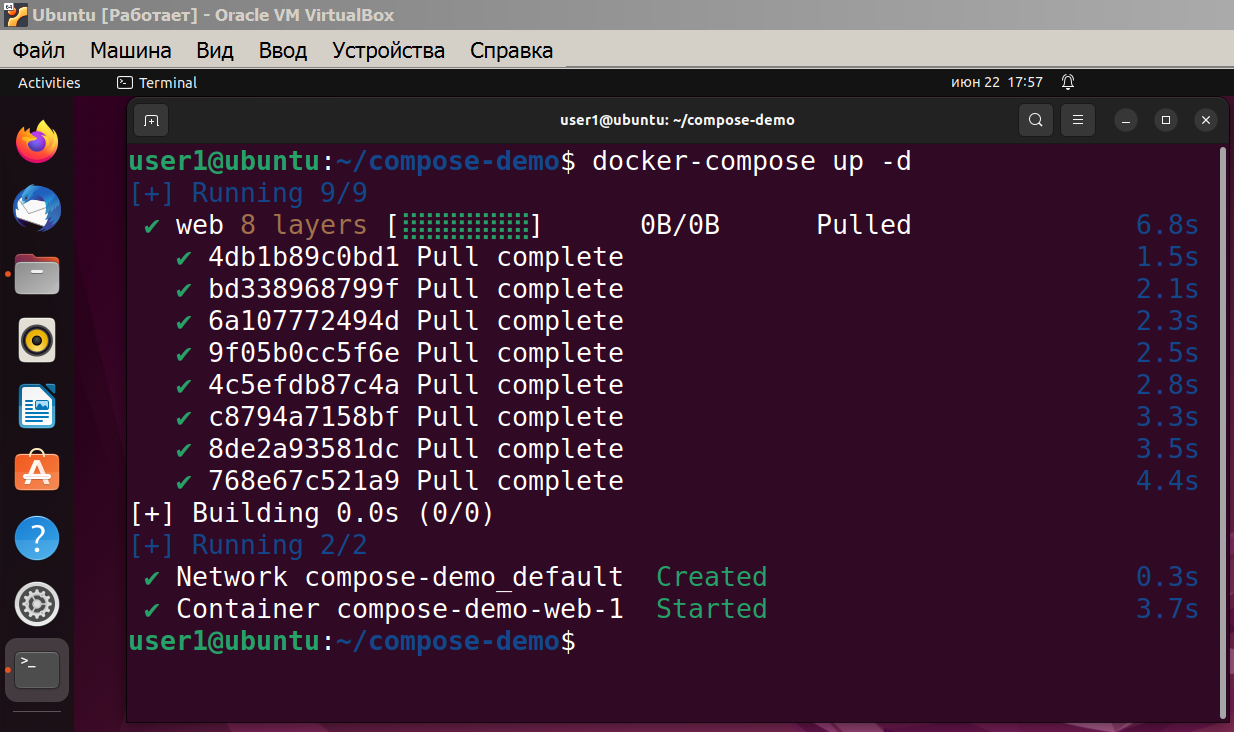 64
Ubuntu [Работает] - Oracle VM VirtualBox
Файл Машина Вид Ввод Устройства Справка
Activities Terminal июн 22 17:57
user1@ubuntu: ~/compose-demo
user1@ubuntu:~/compose-demo$ docker-compose up -d
[+] Running 9/9
✔ web 8 layers [⣿⣿⣿⣿⣿⣿⣿⣿] 0B/0B Pulled 6.8s
✔ 4db1b89c0bd1 Pull complete 1.5s
✔ bd338968799f Pull complete 2.1s
✔ 6a107772494d Pull complete 2.3s
✔ 9f05b0cc5f6e Pull complete 2.5s
✔ 4c5efdb87c4a Pull complete 2.8s
✔ c8794a7158bf Pull complete 3.3s
✔ 8de2a93581dc Pull complete 3.5s
✔ 768e67c521a9 Pull complete 4.4s
[+] Building 0.0s (0/0)
[+] Running 2/2
✔ Network compose-demo_default Created 0.3s
✔ Container compose-demo-web-1 Started 3.7s
user1@ubuntu:~/compose-demo$